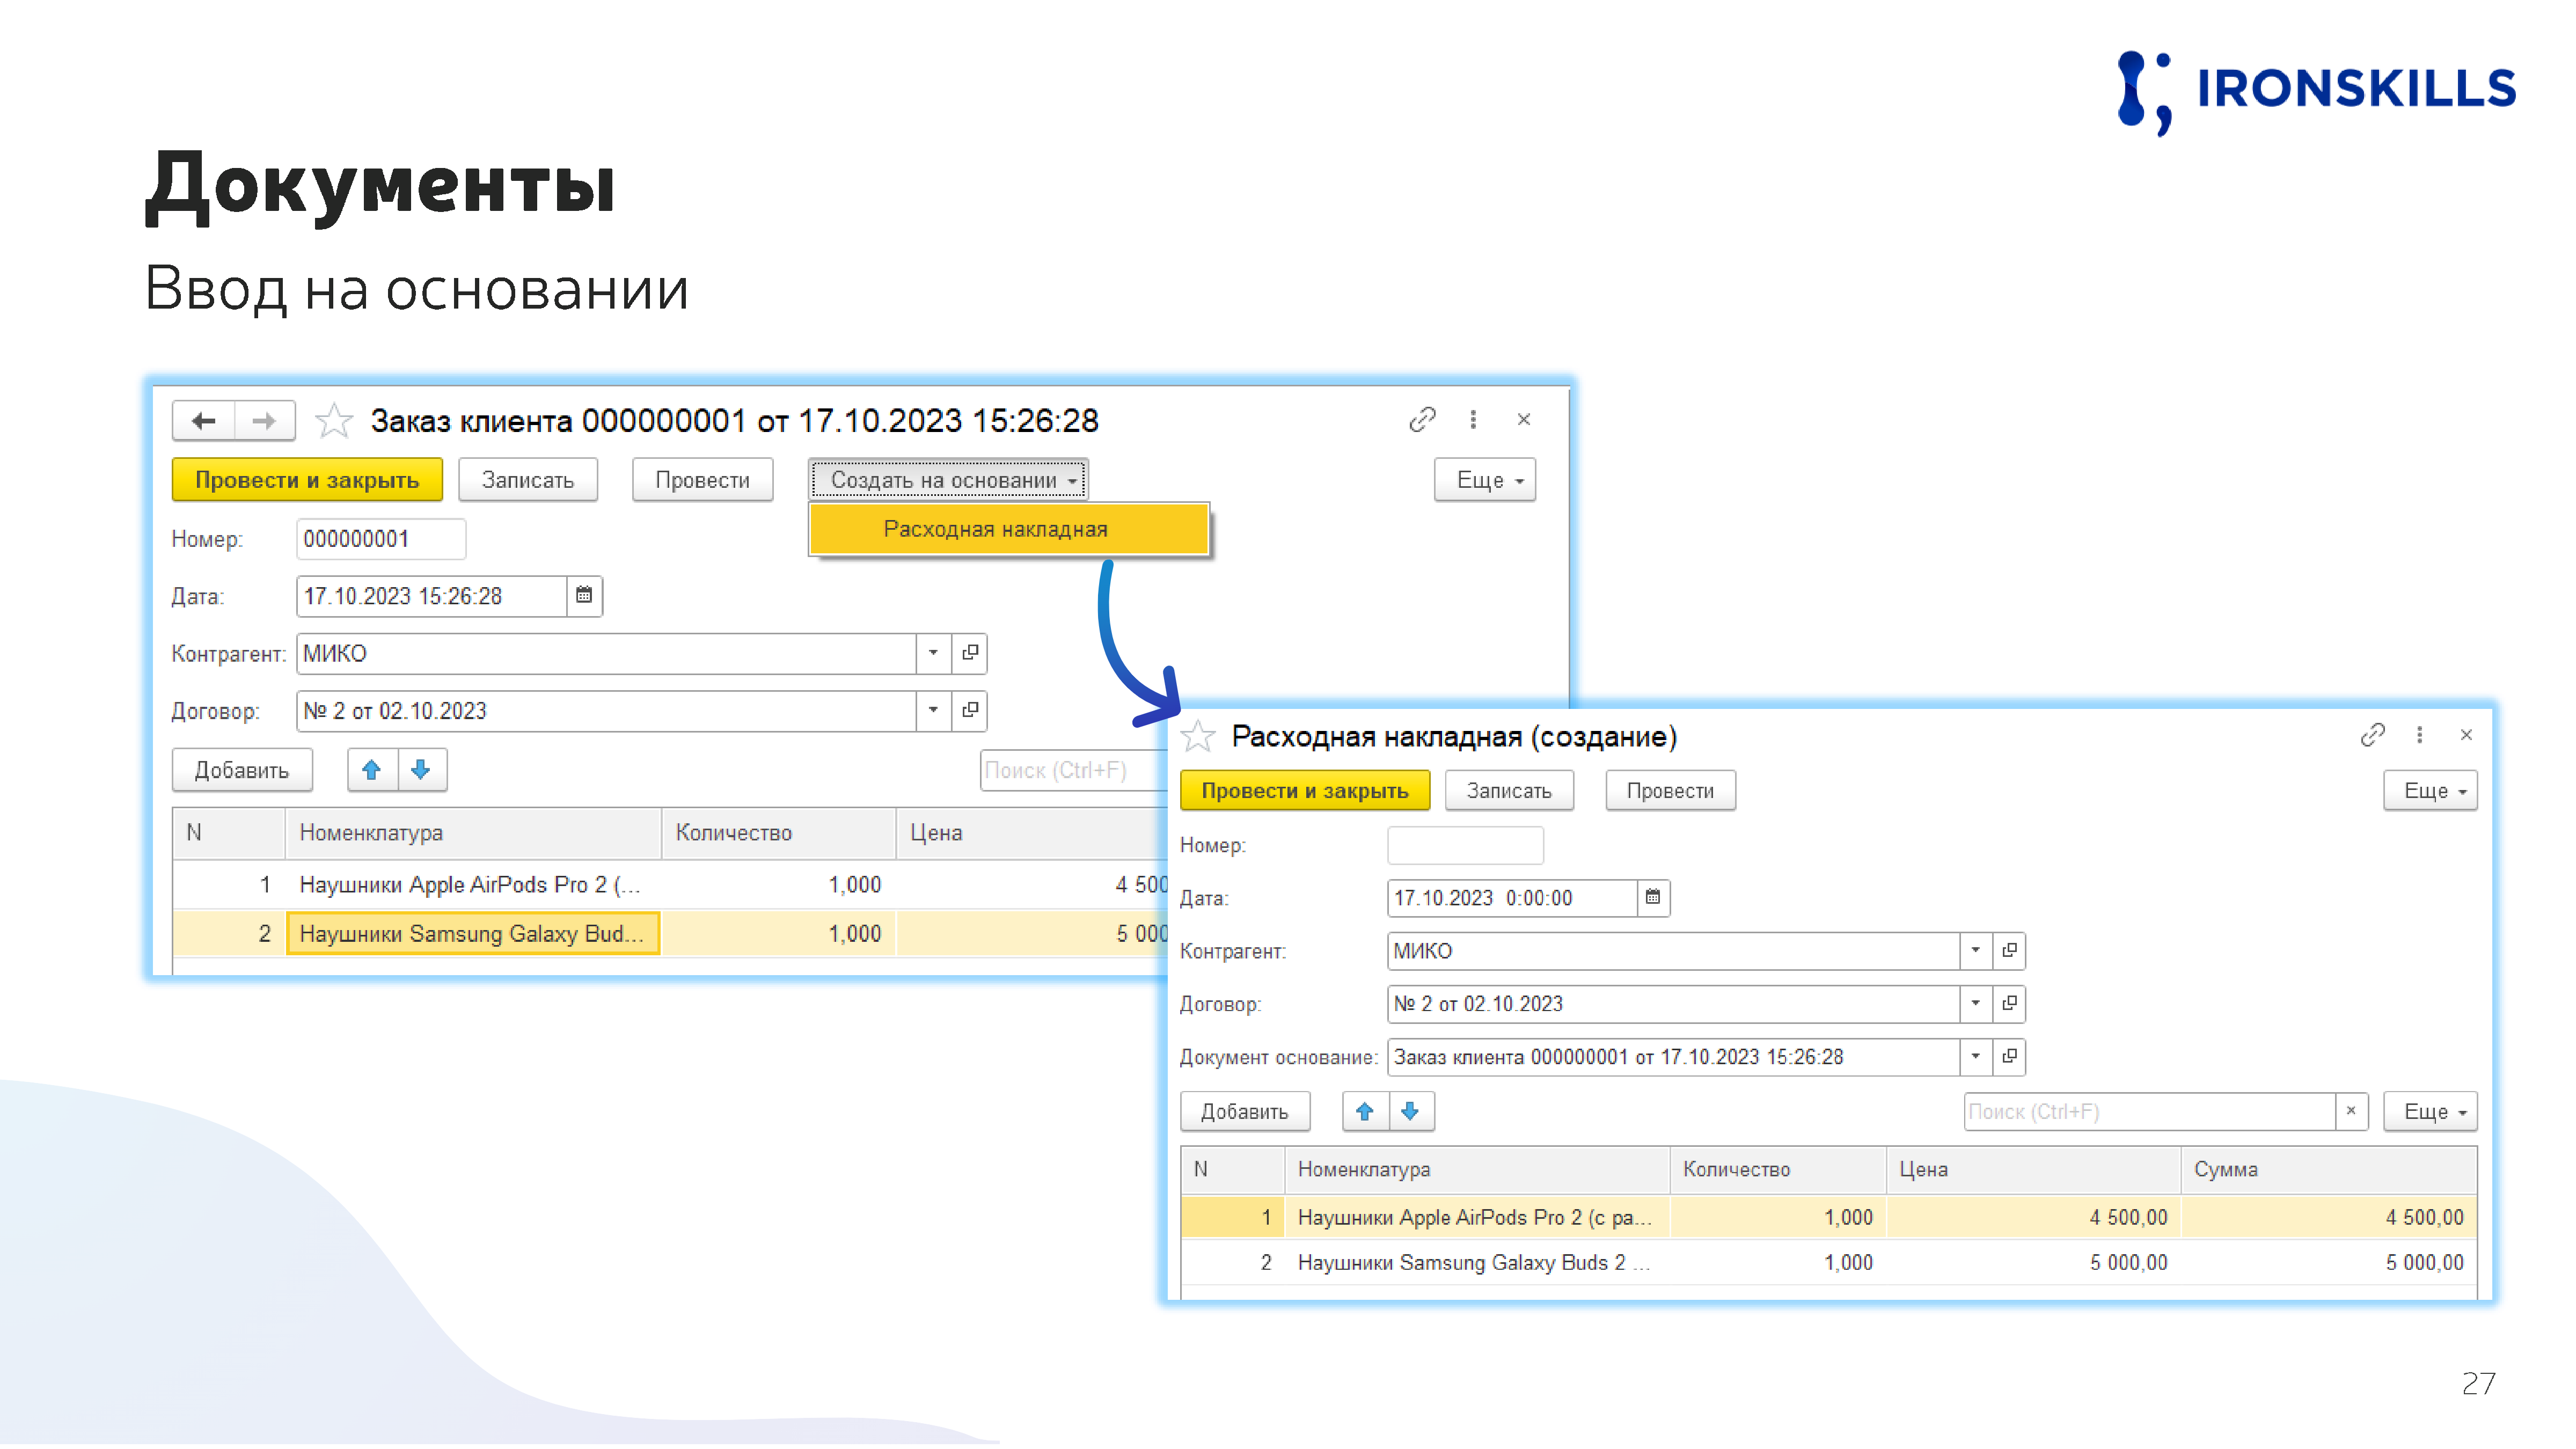 IRONSKILLS
Документы
Ввод на основании
Заказ клиента 000000001 от 17.10.2023 15:26:28
Провести и закрыть Записать Провести Создать на основании Еще
Расходная накладная
Номер: 000000001
Дата: 17.10.2023 15:26:28
Контрагент: МИКО
Договор: № 2 от 02.10.2023
Добавить Поиск (Ctrl+F)
N Номенклатура Количество Цена
1 Наушники Apple AirPods Pro 2 (... 1,000 4 500
2 Наушники Samsung Galaxy Bud... 1,000 5 000
Расходная накладная (создание)
Провести и закрыть Записать Провести Еще
Номер:
Дата: 17.10.2023 0:00:00
Контрагент: МИКО
Договор: № 2 от 02.10.2023
Документ основание: Заказ клиента 000000001 от 17.10.2023 15:26:28
Добавить Поиск (Ctrl+F) × Еще
N Номенклатура Количество Цена Сумма
1 Наушники Apple AirPods Pro 2 (с ра... 1,000 4 500,00 4 500,00
2 Наушники Samsung Galaxy Buds 2 ... 1,000 5 000,00 5 000,00
27